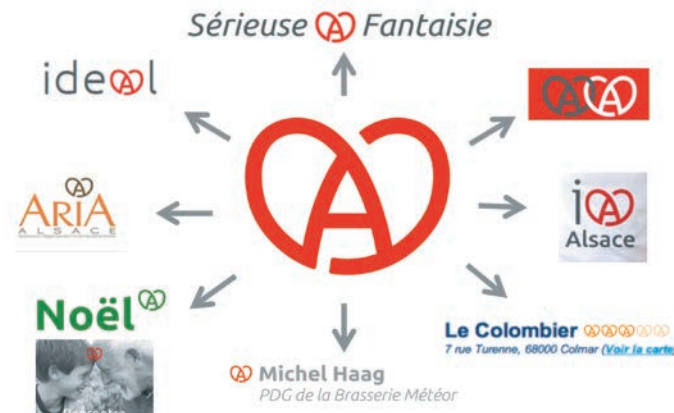 Sérieuse A Fantaisie
ideal
A A
ARIA
ALSACE
A
i A
Alsace
Noël A
Le Colombier
7 rue Turenne, 68000 Colmar (Voir la carte)
Michel Haag
PDG de la Brasserie Météor